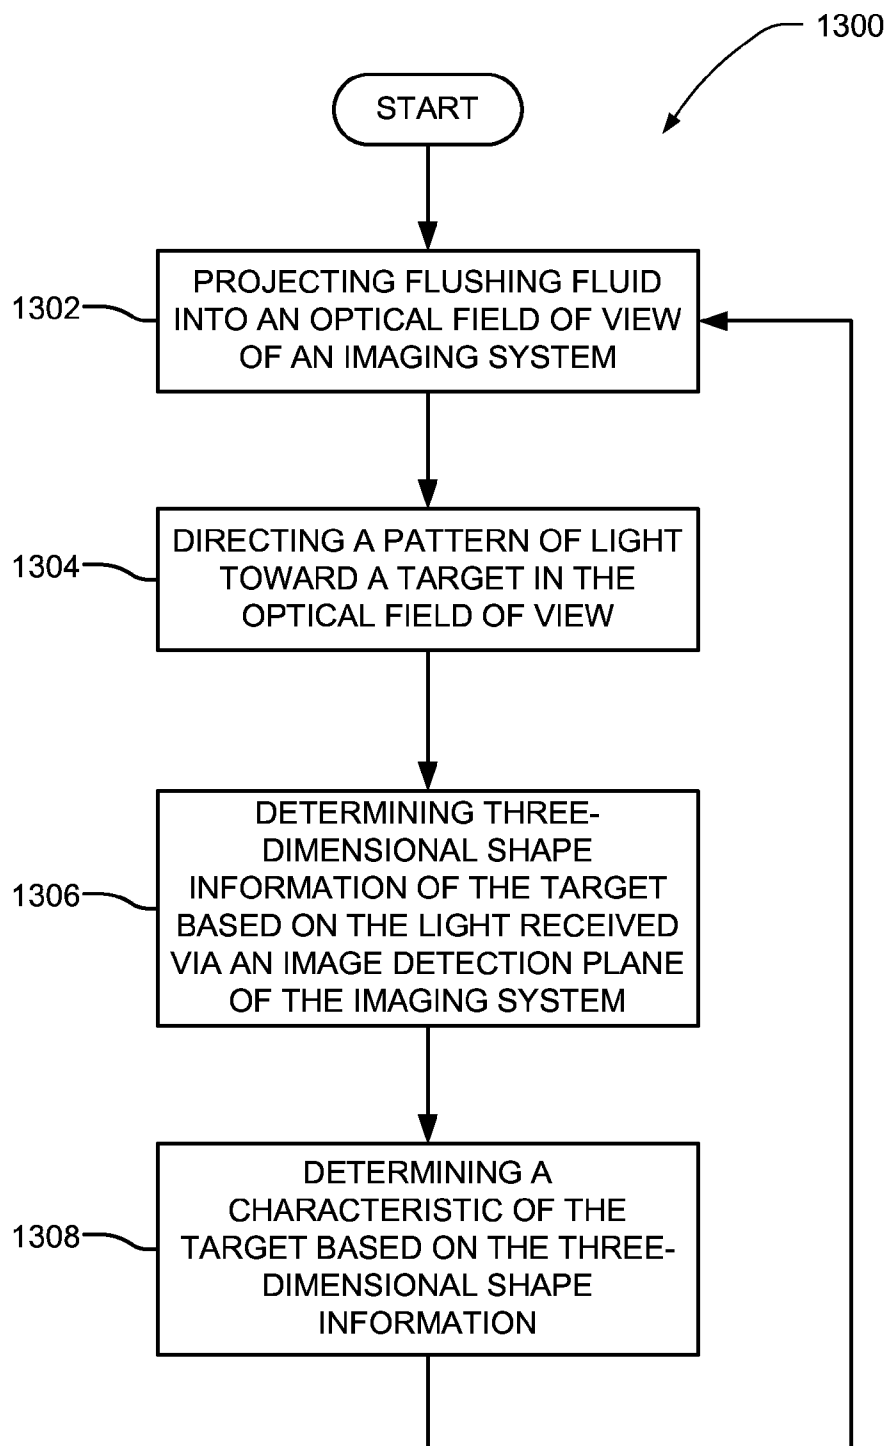 1300
START
1302
PROJECTING FLUSHING FLUID
INTO AN OPTICAL FIELD OF VIEW
OF AN IMAGING SYSTEM
1304
DIRECTING A PATTERN OF LIGHT
TOWARD A TARGET IN THE
OPTICAL FIELD OF VIEW
1306
DETERMINING THREE-
DIMENSIONAL SHAPE
INFORMATION OF THE TARGET
BASED ON THE LIGHT RECEIVED
VIA AN IMAGE DETECTION PLANE
OF THE IMAGING SYSTEM
1308
DETERMINING A
CHARACTERISTIC OF THE
TARGET BASED ON THE THREE-
DIMENSIONAL SHAPE
INFORMATION